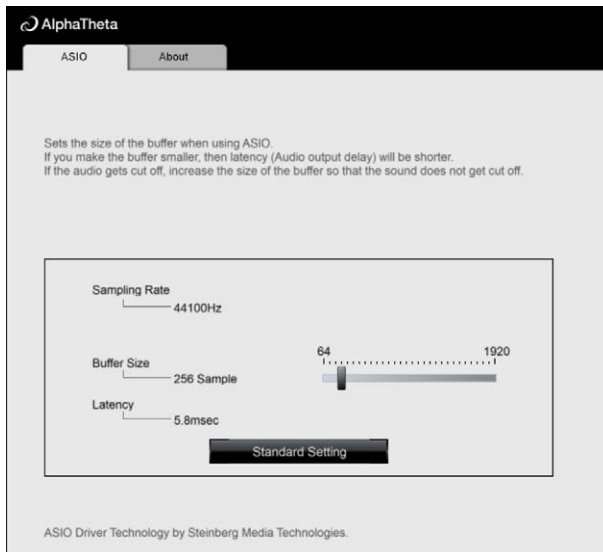 AlphaTheta
ASIO About
Sets the size of the buffer when using ASIO.
If you make the buffer smaller, then latency (Audio output delay) will be shorter.
If the audio gets cut off, increase the size of the buffer so that the sound does not get cut off.
Sampling Rate
44100Hz
64 1920
Buffer Size
256 Sample
Latency
5.8msec
Standard Setting
ASIO Driver Technology by Steinberg Media Technologies.